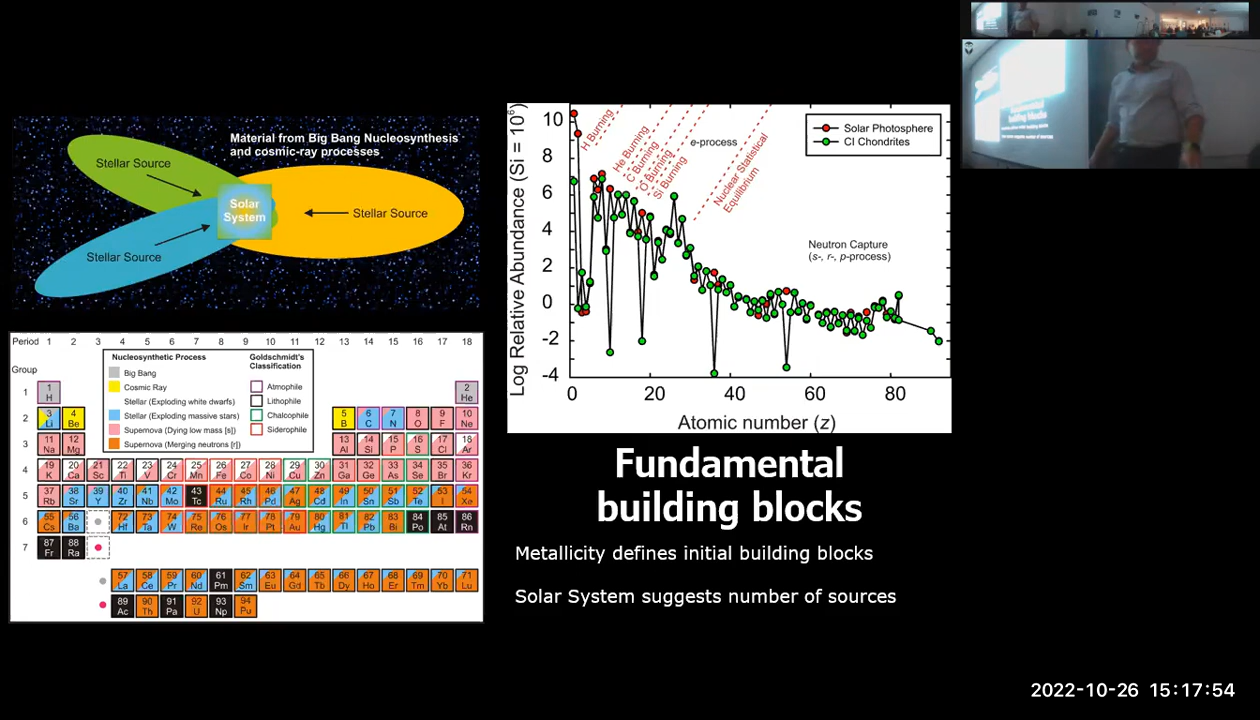 Material from Big Bang Nucleosynthesis
and cosmic-ray processes
Stellar Source
Solar
System
Stellar Source
Stellar Source
Period 1 2 3 4 5 6 7 8 9 10 11 12 13 14 15 16 17 18
Group
Nucleosynthetic Process
Big Bang
Cosmic Ray
Stellar (Exploding white dwarfs)
Stellar (Exploding massive stars)
Supernova (Dying low mass [s])
Supernova (Merging neutrons [r])
Goldschmidt's
Classification
Atmophile
Lithophile
Chalcophile
Siderophile
1 1 H 2 He
2 3 Li 4 Be 5 B 6 C 7 N 8 O 9 F 10 Ne
3 11 Na 12 Mg 13 Al 14 Si 15 P 16 S 17 Cl 18 Ar
4 19 K 20 Ca 21 Sc 22 Ti 23 V 24 Cr 25 Mn 26 Fe 27 Co 28 Ni 29 Cu 30 Zn 31 Ga 32 Ge 33 As 34 Se 35 Br 36 Kr
5 37 Rb 38 Sr 39 Y 40 Zr 41 Nb 42 Mo 43 Tc 44 Ru 45 Rh 46 Pd 47 Ag 48 Cd 49 In 50 Sn 51 Sb 52 Te 53 I 54 Xe
6 55 Cs 56 Ba 72 Hf 73 Ta 74 W 75 Re 76 Os 77 Ir 78 Pt 79 Au 80 Hg 81 Tl 82 Pb 83 Bi 84 Po 85 At 86 Rn
7 87 Fr 88 Ra
57 La 58 Ce 59 Pr 60 Nd 61 Pm 62 Sm 63 Eu 64 Gd 65 Tb 66 Dy 67 Ho 68 Er 69 Tm 70 Yb 71 Lu
89 Ac 90 Th 91 Pa 92 U 93 Np 94 Pu
Log Relative Abundance (Si = 10⁶)
10
8
6
4
2
0
-2
-4
H Burning
He Burning
C Burning
O Burning
Si Burning
e-process
Nuclear Statistical
Equilibrium
Solar Photosphere
CI Chondrites
Neutron Capture
(s-, r-, p-process)
0 20 40 60 80
Atomic number (z)
Fundamental
building blocks
Metallicity defines initial building blocks
Solar System suggests number of sources
Fundamental
building blocks
2022-10-26 15:17:54